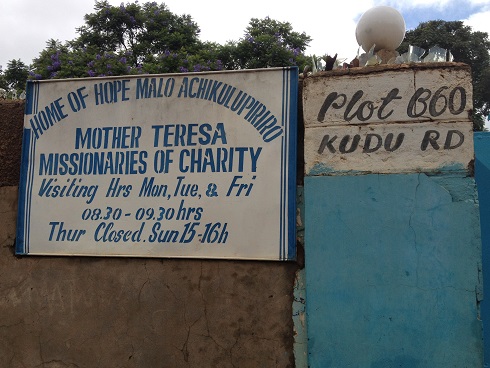 HOME OF HOPE MALO ACHIKULUPIRIRO
MOTHER TERESA
MISSIONARIES OF CHARITY
Visiting Hrs Mon, Tue, & Fri
08.30 - 09.30 hrs
Thur Closed. Sun 15-16h
Plot B60
KUDU RD